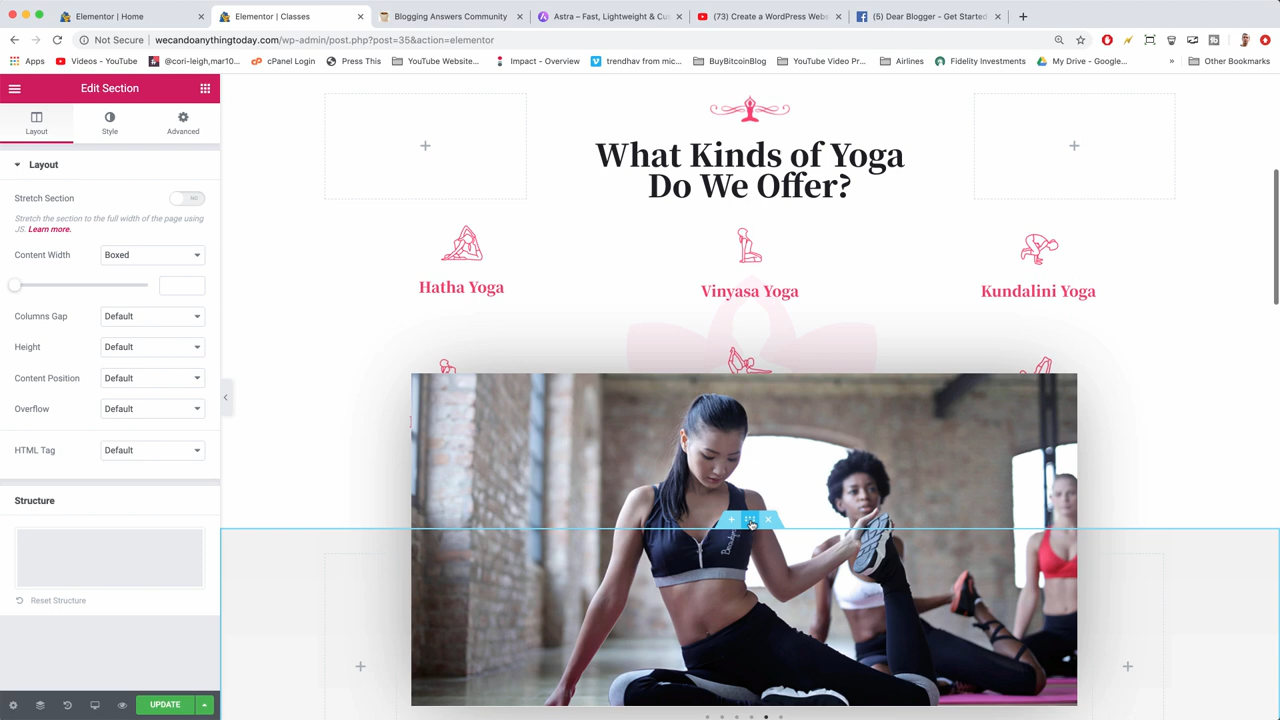 Elementor | Home
Elementor | Classes
Blogging Answers Community
Astra – Fast, Lightweight & Cus
(73) Create a WordPress Webs
(5) Dear Blogger - Get Started
Not Secure | wecandoanythingtoday.com/wp-admin/post.php?post=35&action=elementor
Apps
Videos - YouTube
@cori-leigh,mar10...
cPanel Login
Press This
YouTube Website...
Impact - Overview
trendhav from mic...
BuyBitcoinBlog
YouTube Video Pr...
Airlines
Fidelity Investments
My Drive - Google...
»
Other Bookmarks
Edit Section
Layout
Style
Advanced
Layout
Stretch Section
NO
Stretch the section to the full width of the page using
JS. Learn more.
Content Width
Boxed
Columns Gap
Default
Height
Default
Content Position
Default
Overflow
Default
HTML Tag
Default
Structure
Reset Structure
UPDATE
What Kinds of Yoga
Do We Offer?
Hatha Yoga
Vinyasa Yoga
Kundalini Yoga